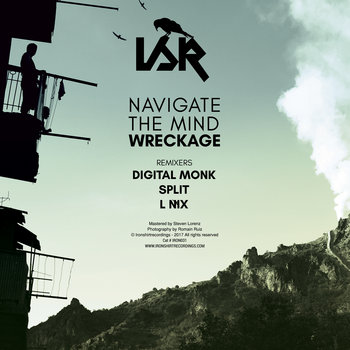 NAVIGATE
THE MIND
WRECKAGE
REMIXERS
DIGITAL MONK
SPLIT
L NIX
Mastered by Steven Lorenz
Photography by Romain Ruiz
© Ironshirtrecordings - 2017 All rights reserved
Cat # IRON031
WWW.IRONSHIRTRECORDINGS.COM